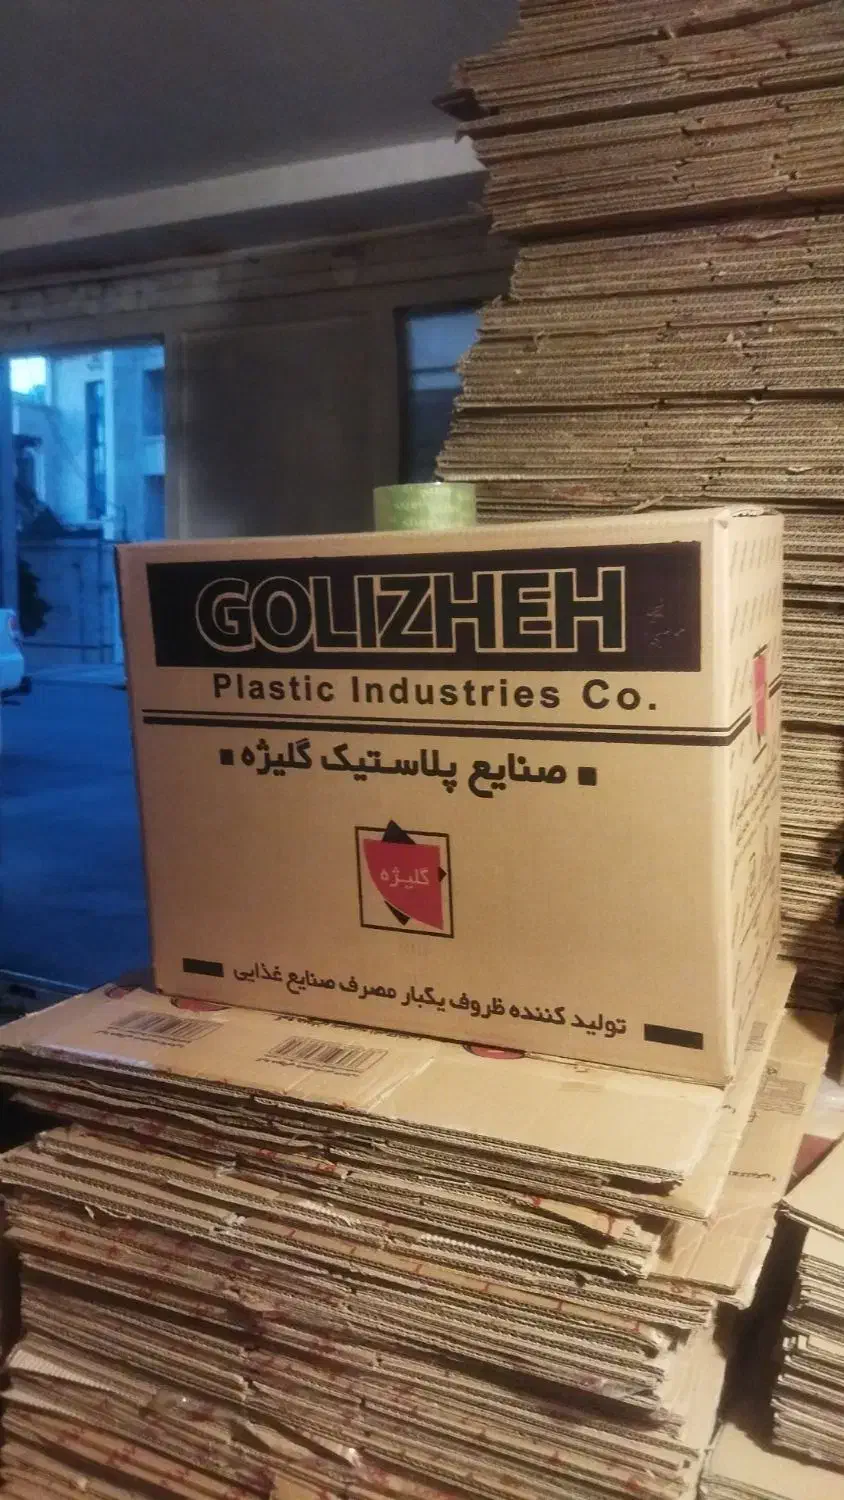 GOLIZHEH
Plastic Industries Co.
صنایع پلاستیک گلیژه
گلیژه
تولید کننده ظروف یکبار مصرف صنایع غذایی